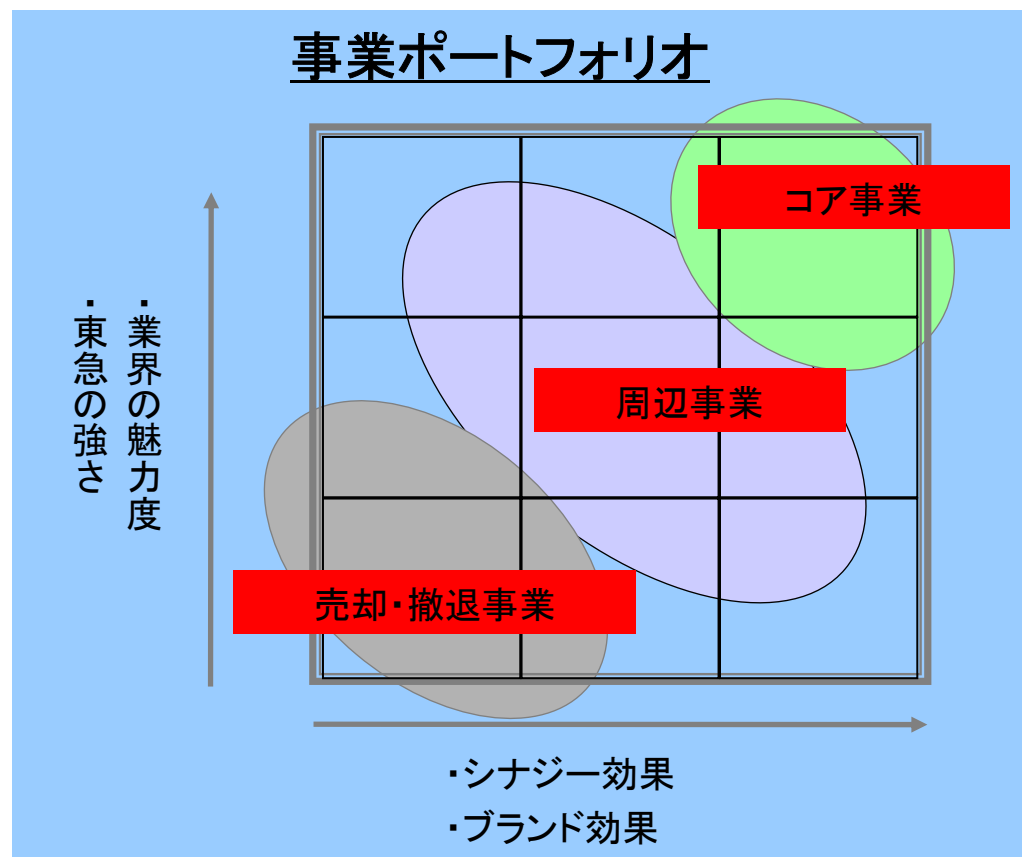 事業ポートフォリオ
コア事業
・業界の魅力度
・東急の強さ
周辺事業
売却・撤退事業
・シナジー効果
・ブランド効果